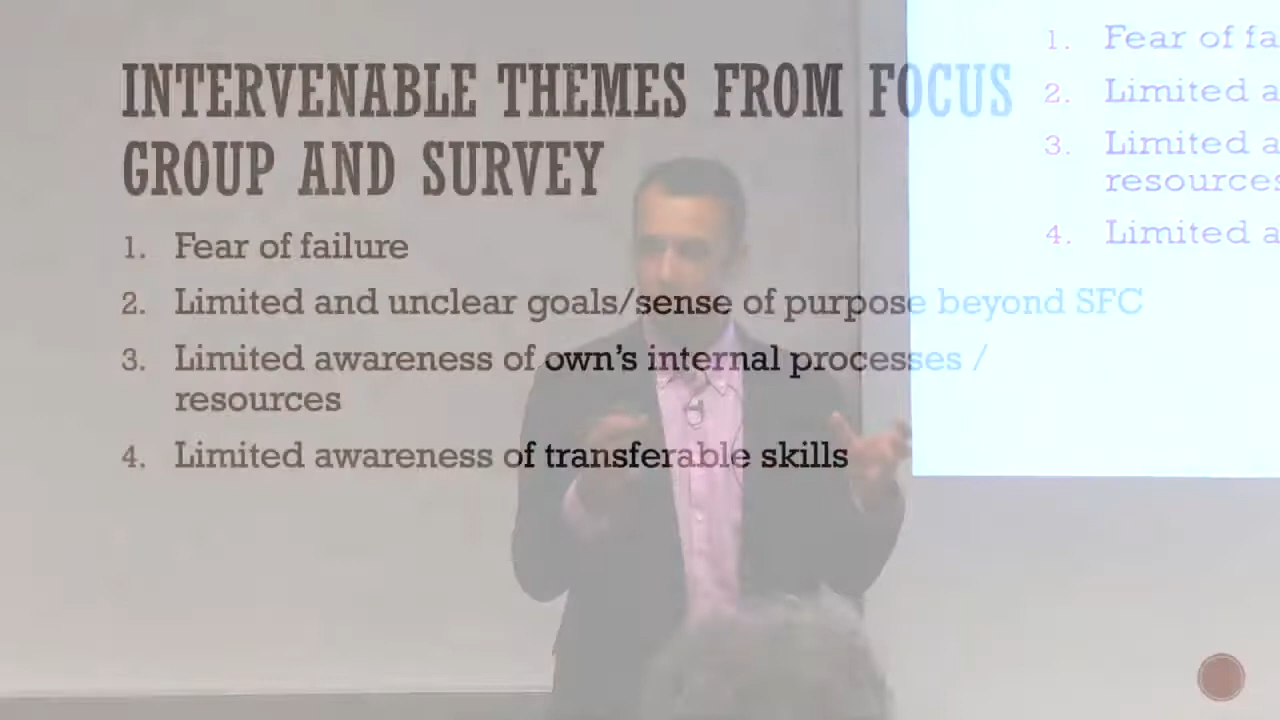 INTERVENABLE THEMES FROM FOCUS
GROUP AND SURVEY
1. Fear of failure
2. Limited and unclear goals/sense of purpose beyond SFC
3. Limited awareness of own's internal processes /
resources
4. Limited awareness of transferable skills
1. Fear of fa
2. Limited a
3. Limited a
resources
4. Limited a